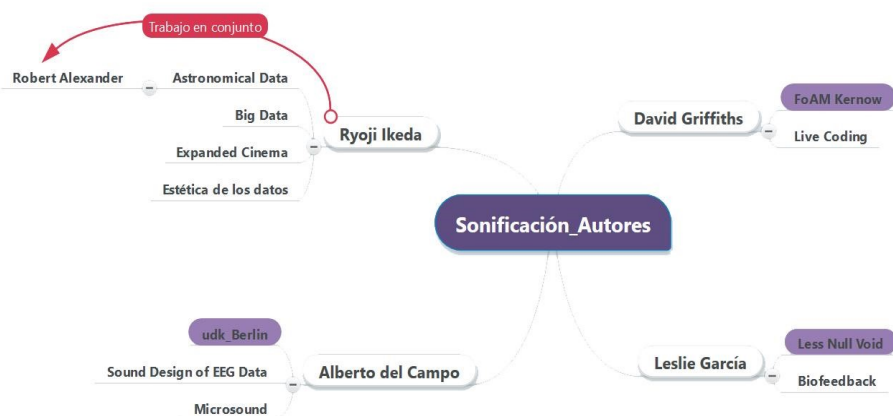 Trabajo en conjunto
Robert Alexander
Astronomical Data
Big Data
Expanded Cinema
Estética de los datos
Ryoji Ikeda
David Griffiths
FoAM Kernow
Live Coding
Sonificación_Autores
udk_Berlin
Sound Design of EEG Data
Microsound
Alberto del Campo
Leslie García
Less Null Void
Biofeedback